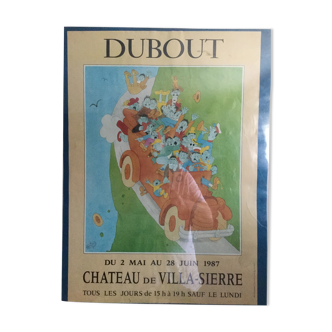 DUBOUT
DU 2 MAI AU 28 JUIN 1987
CHATEAU DE VILLA-SIERRE
TOUS LES JOURS de 15 h à 19 h SAUF LE LUNDI